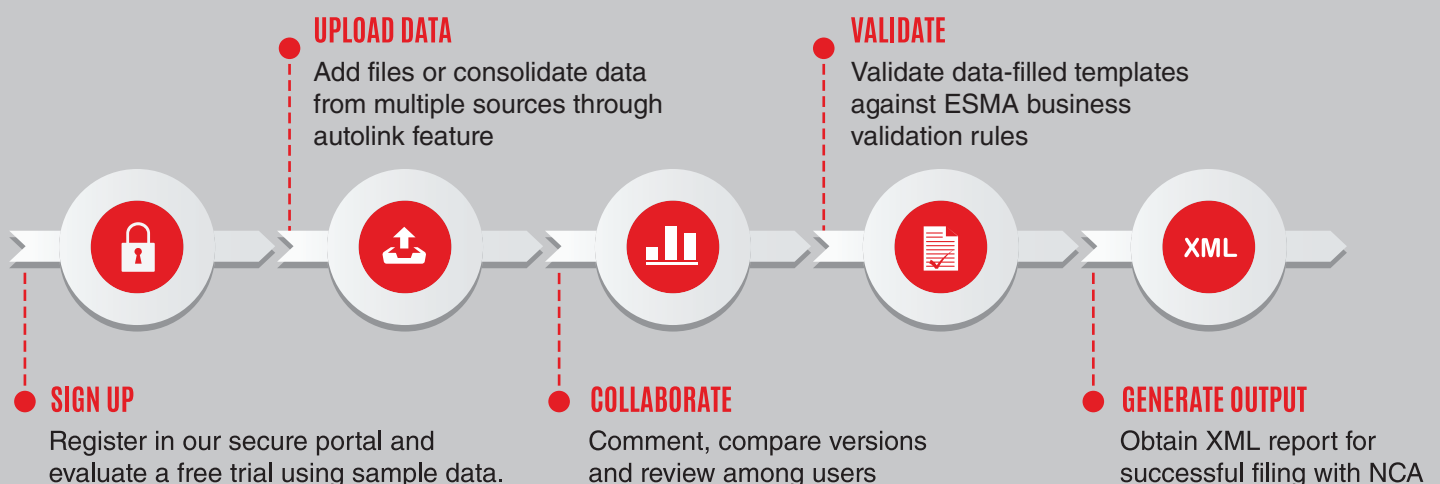 UPLOAD DATA
Add files or consolidate data
from multiple sources through
autolink feature
VALIDATE
Validate data-filled templates
against ESMA business
validation rules
XML
SIGN UP
Register in our secure portal and
evaluate a free trial using sample data.
COLLABORATE
Comment, compare versions
and review among users
GENERATE OUTPUT
Obtain XML report for
successful filing with NCA